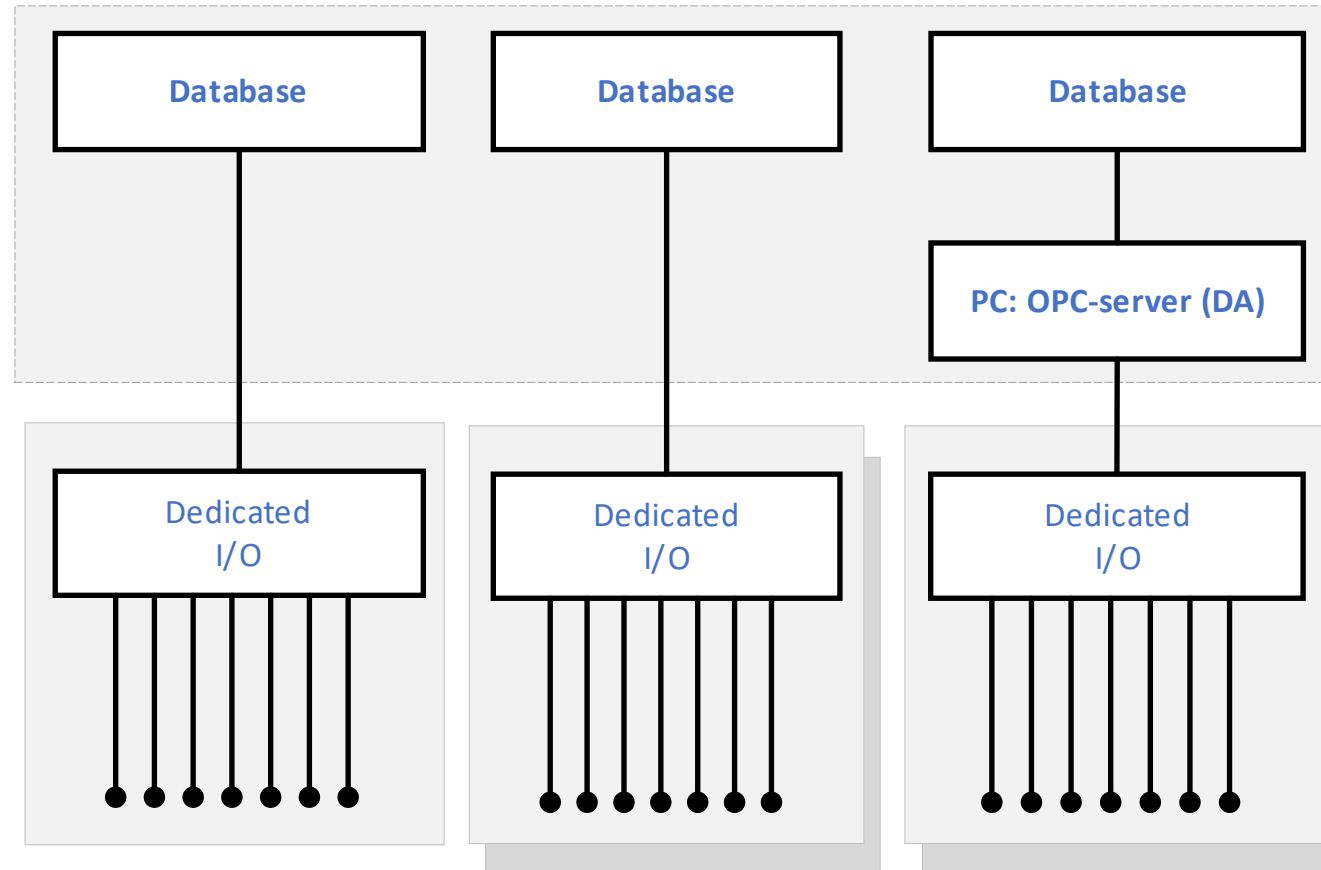 Database
Database
Database
PC: OPC-server (DA)
Dedicated
I/O
Dedicated
I/O
Dedicated
I/O